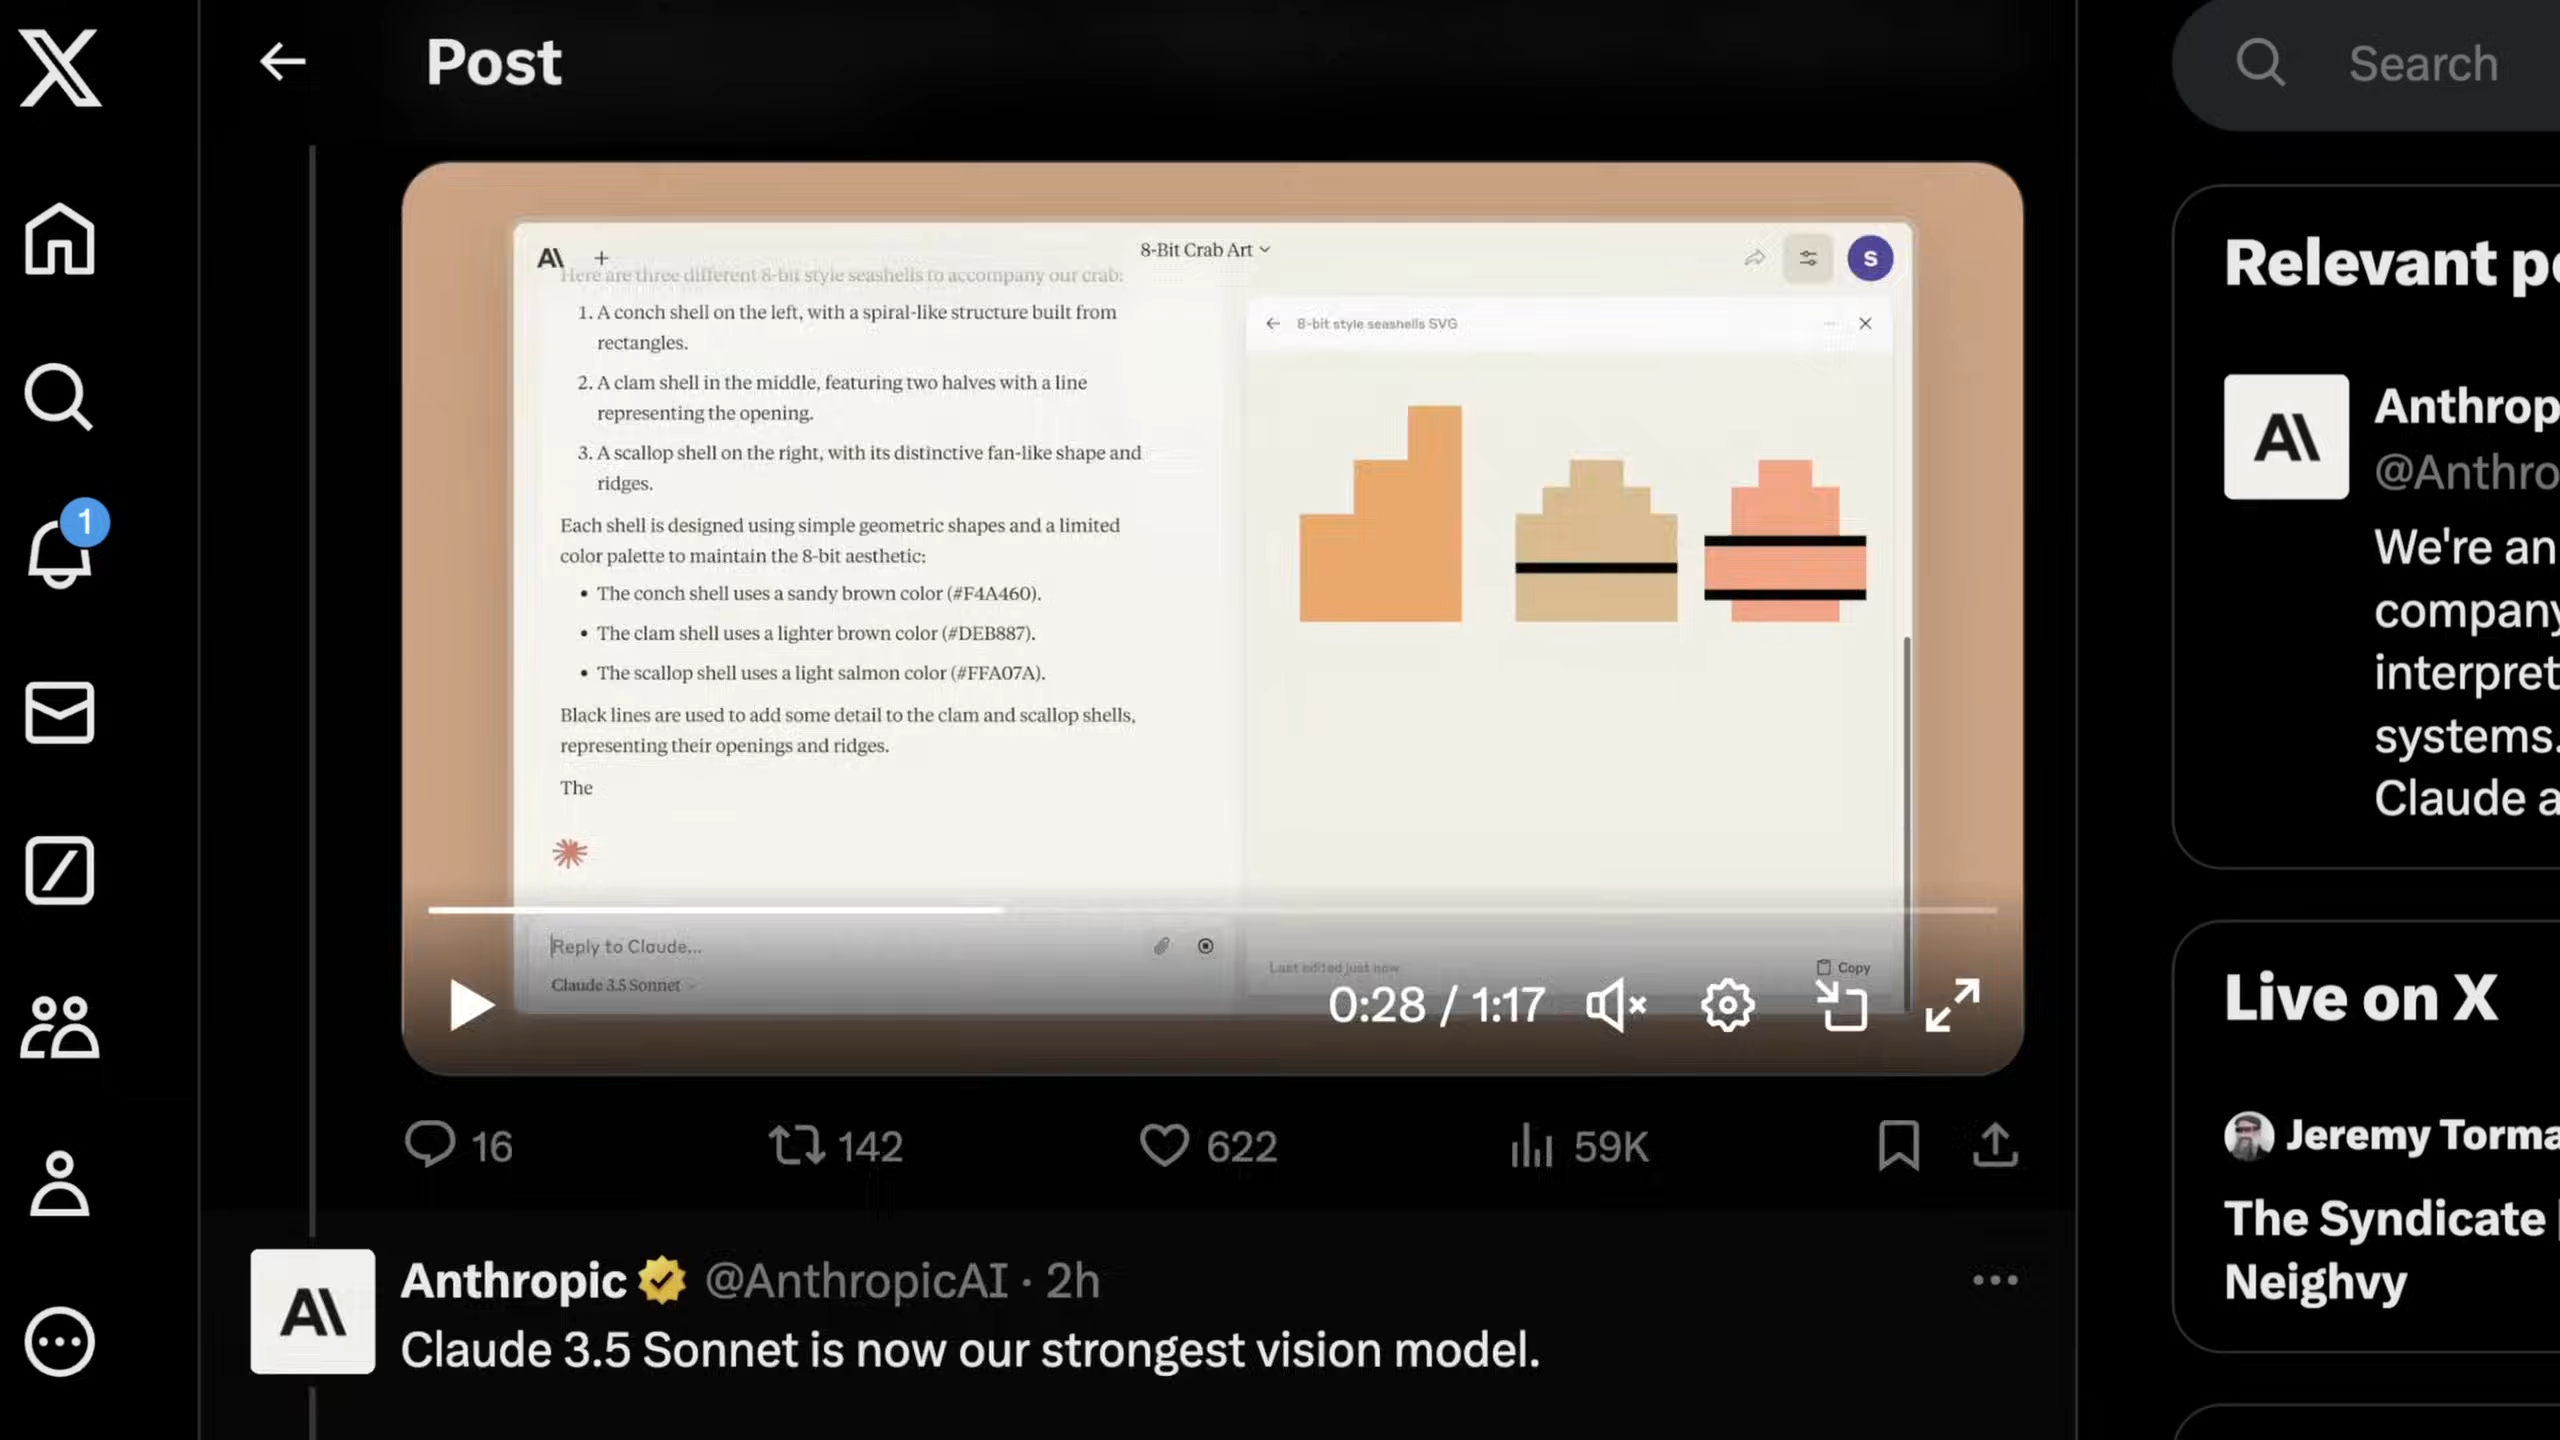 Post
Search
8-Bit Crab Art
S
Here are three different 8-bit style seashells to accompany our crab:
1. A conch shell on the left, with a spiral-like structure built from
rectangles.
2. A clam shell in the middle, featuring two halves with a line
representing the opening.
3. A scallop shell on the right, with its distinctive fan-like shape and
ridges.
Each shell is designed using simple geometric shapes and a limited
color palette to maintain the 8-bit aesthetic:
• The conch shell uses a sandy brown color (#F4A460).
• The clam shell uses a lighter brown color (#DEB887).
• The scallop shell uses a light salmon color (#FFA07A).
Black lines are used to add some detail to the clam and scallop shells,
representing their openings and ridges.
The
Reply to Claude...
Claude 3.5 Sonnet
8-bit style seashells SVG
Last edited just now
Copy
0:28 / 1:17
16
142
622
59K
Anthropic @AnthropicAI · 2h
Claude 3.5 Sonnet is now our strongest vision model.
1
Relevant pe
Anthrop
@Anthro
We're an
company
interpret
systems.
Claude a
Live on X
Jeremy Torma
The Syndicate
Neighvy